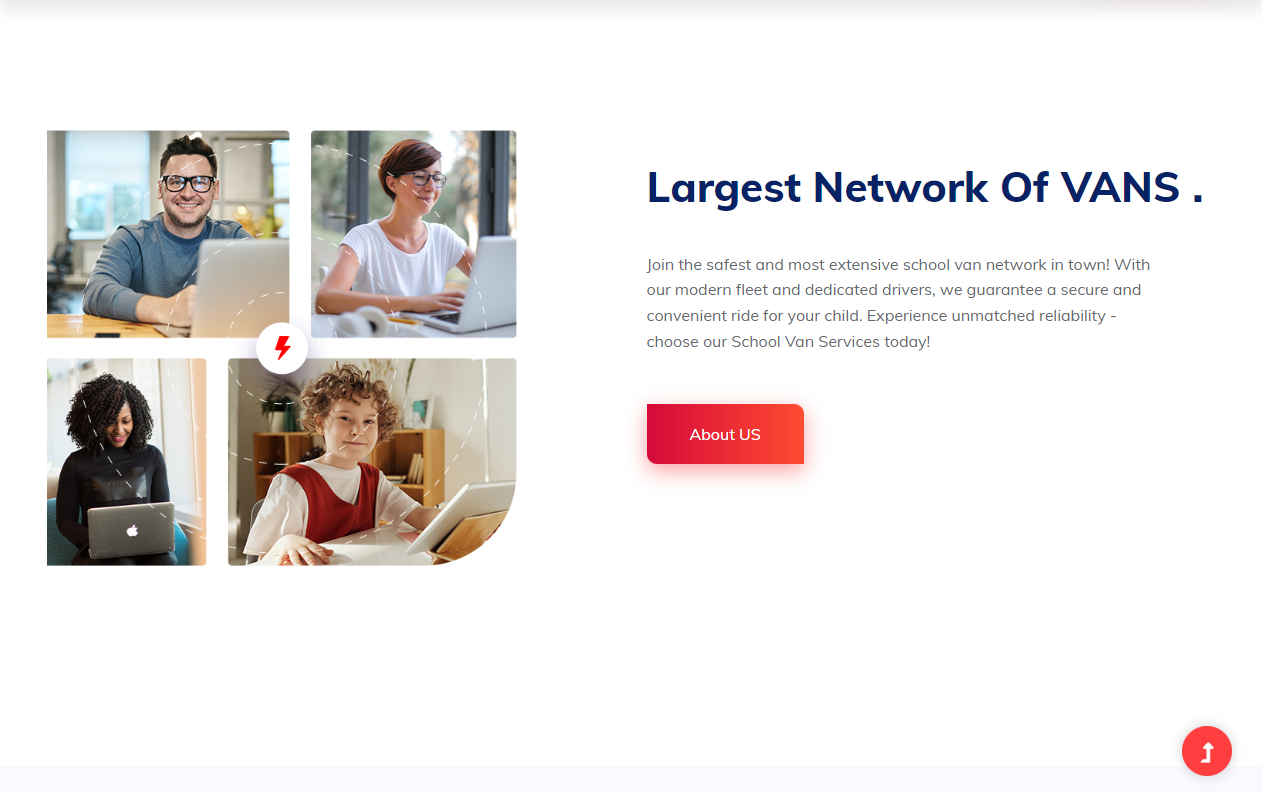 Largest Network Of VANS .
Join the safest and most extensive school van network in town! With
our modern fleet and dedicated drivers, we guarantee a secure and
convenient ride for your child. Experience unmatched reliability -
choose our School Van Services today!
About US